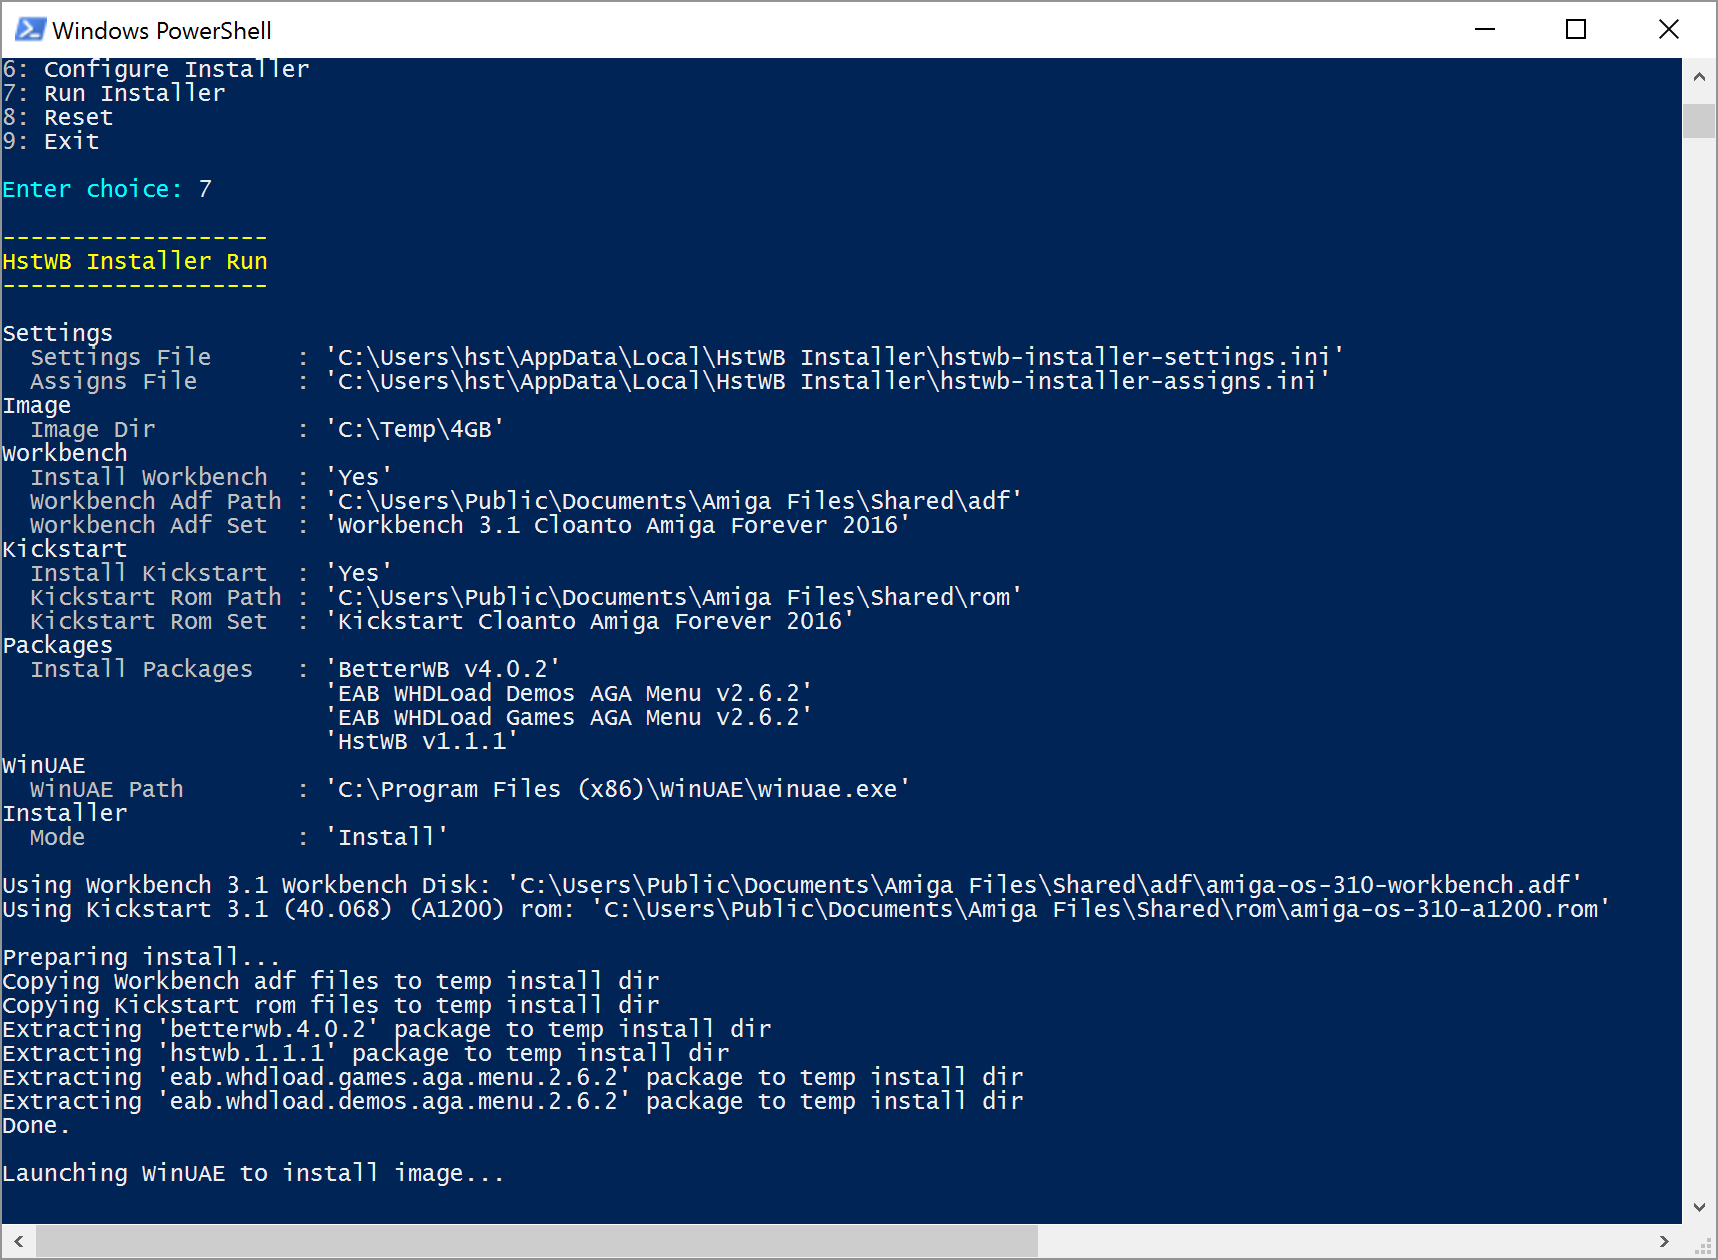 Windows PowerShell
6: Configure Installer
7: Run Installer
8: Reset
9: Exit
Enter choice: 7
-------------------
HstWB Installer Run
-------------------
Settings
  Settings File      : 'C:\Users\hst\AppData\Local\HstWB Installer\hstwb-installer-settings.ini'
  Assigns File       : 'C:\Users\hst\AppData\Local\HstWB Installer\hstwb-installer-assigns.ini'
Image
  Image Dir          : 'C:\Temp\4GB'
Workbench
  Install Workbench  : 'Yes'
  Workbench Adf Path : 'C:\Users\Public\Documents\Amiga Files\Shared\adf'
  Workbench Adf Set  : 'Workbench 3.1 Cloanto Amiga Forever 2016'
Kickstart
  Install Kickstart  : 'Yes'
  Kickstart Rom Path : 'C:\Users\Public\Documents\Amiga Files\Shared\rom'
  Kickstart Rom Set  : 'Kickstart Cloanto Amiga Forever 2016'
Packages
  Install Packages   : 'BetterWB v4.0.2'
                       'EAB WHDLoad Demos AGA Menu v2.6.2'
                       'EAB WHDLoad Games AGA Menu v2.6.2'
                       'HstWB v1.1.1'
WinUAE
  WinUAE Path        : 'C:\Program Files (x86)\WinUAE\winuae.exe'
Installer
  Mode               : 'Install'
Using Workbench 3.1 Workbench Disk: 'C:\Users\Public\Documents\Amiga Files\Shared\adf\amiga-os-310-workbench.adf'
Using Kickstart 3.1 (40.068) (A1200) rom: 'C:\Users\Public\Documents\Amiga Files\Shared\rom\amiga-os-310-a1200.rom'
Preparing install...
Copying Workbench adf files to temp install dir
Copying Kickstart rom files to temp install dir
Extracting 'betterwb.4.0.2' package to temp install dir
Extracting 'hstwb.1.1.1' package to temp install dir
Extracting 'eab.whdload.games.aga.menu.2.6.2' package to temp install dir
Extracting 'eab.whdload.demos.aga.menu.2.6.2' package to temp install dir
Done.
Launching WinUAE to install image...